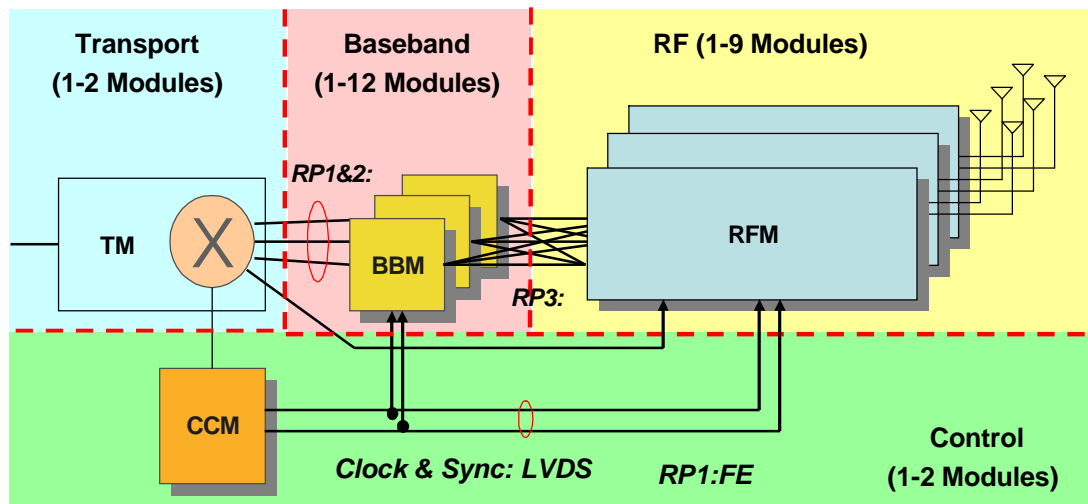 Transport
(1-2 Modules)
Baseband
(1-12 Modules)
RF (1-9 Modules)
RP1&2:
TM
X
BBM
RFM
RP3:
CCM
Clock & Sync: LVDS
RP1:FE
Control
(1-2 Modules)